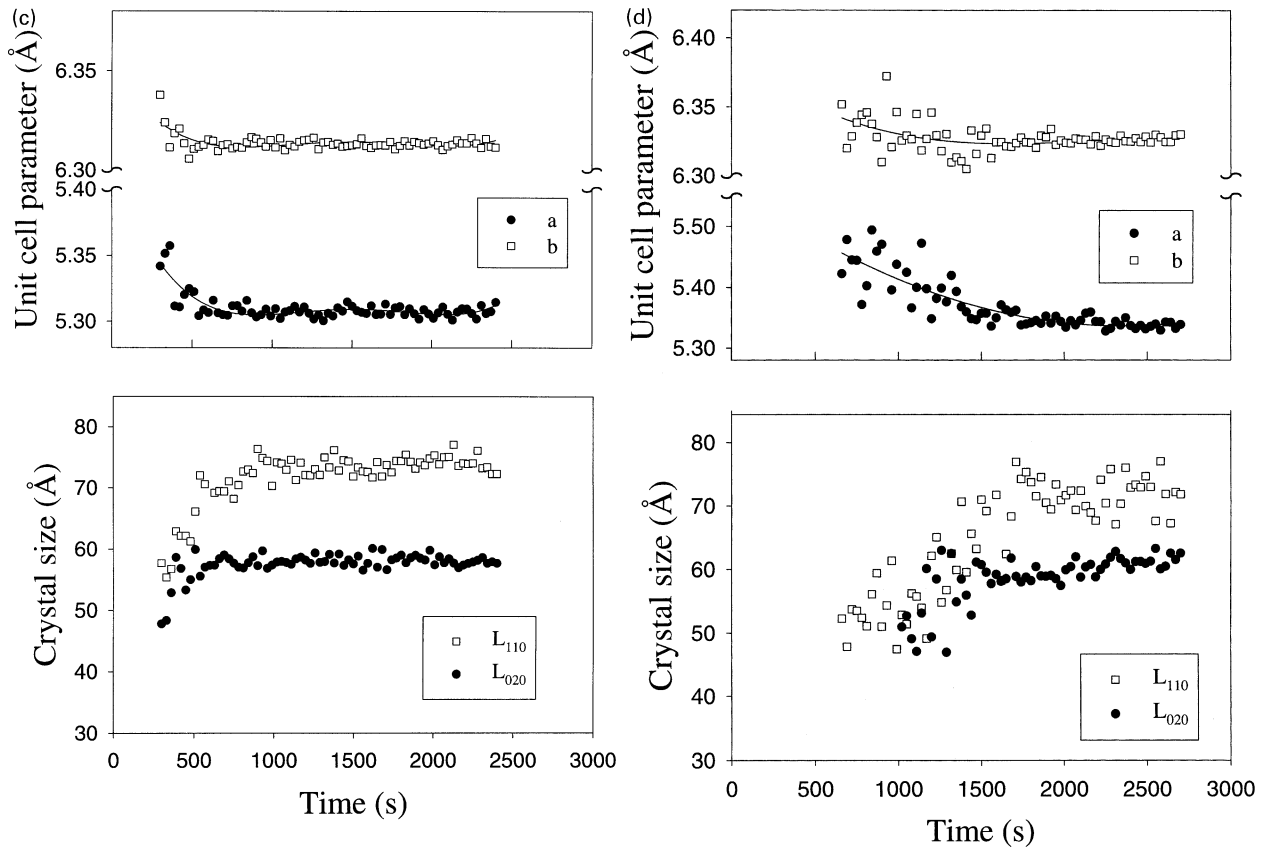 (c)
Unit cell parameter (Å)
6.35
6.30
5.40
5.35
5.30
a
b
(d)
Unit cell parameter (Å)
6.40
6.35
6.30
5.50
5.40
5.30
a
b
Crystal size (Å)
80
70
60
50
40
30
L110
L020
0 500 1000 1500 2000 2500 3000
Time (s)
Crystal size (Å)
80
70
60
50
40
30
L110
L020
0 500 1000 1500 2000 2500 3000
Time (s)